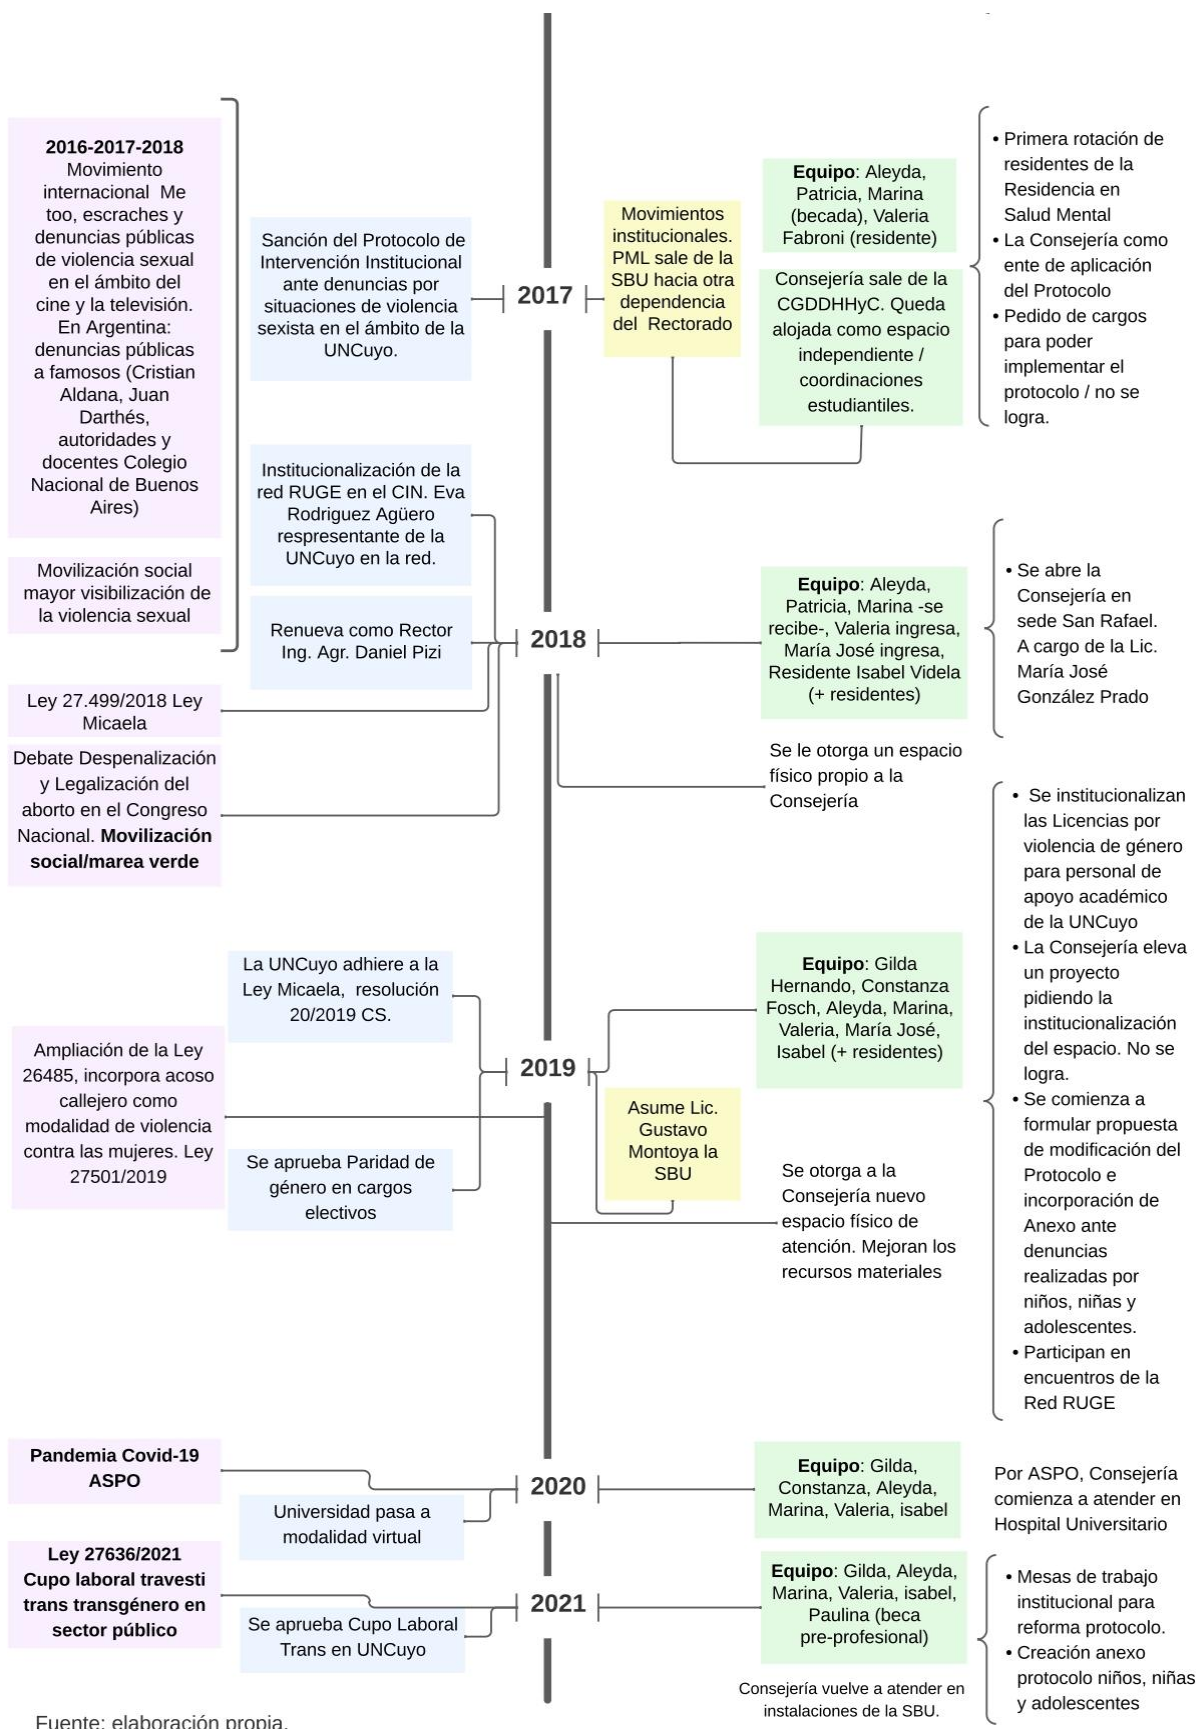 2016-2017-2018
Movimiento
internacional Me
too, escraches y
denuncias públicas
de violencia sexual
en el ámbito del
cine y la televisión.
En Argentina:
denuncias públicas
a famosos (Cristian
Aldana, Juan
Darthés,
autoridades y
docentes Colegio
Nacional de Buenos
Aires)
Movilización social
mayor visibilización de
la violencia sexual
Sanción del Protocolo de
Intervención Institucional
ante denuncias por
situaciones de violencia
sexista en el ámbito de la
UNCuyo.
2017
Movimientos
institucionales.
PML sale de la
SBU hacia otra
dependencia
del Rectorado
Equipo: Aleyda,
Patricia, Marina
(becada), Valeria
Fabroni (residente)
Consejería sale de la
CGDDHHyC. Queda
alojada como espacio
independiente /
coordinaciones
estudiantiles.
• Primera rotación de
residentes de la
Residencia en
Salud Mental
• La Consejería como
ente de aplicación
del Protocolo
• Pedido de cargos
para poder
implementar el
protocolo / no se
logra.
Institucionalización de la
red RUGE en el CIN. Eva
Rodriguez Agüero
respresentante de la
UNCuyo en la red.
Renueva como Rector
Ing. Agr. Daniel Pizi
Ley 27.499/2018 Ley
Micaela
Debate Despenalización
y Legalización del
aborto en el Congreso
Nacional. Movilización
social/marea verde
2018
Equipo: Aleyda,
Patricia, Marina -se
recibe-, Valeria ingresa,
María José ingresa,
Residente Isabel Videla
(+ residentes)
• Se abre la
Consejería en
sede San Rafael.
A cargo de la Lic.
María José
González Prado
Se le otorga un espacio
físico propio a la
Consejería
La UNCuyo adhiere a la
Ley Micaela, resolución
20/2019 CS.
Ampliación de la Ley
26485, incorpora acoso
callejero como
modalidad de violencia
contra las mujeres. Ley
27501/2019
Se aprueba Paridad de
género en cargos
electivos
2019
Equipo: Gilda
Hernando, Constanza
Fosch, Aleyda, Marina,
Valeria, María José,
Isabel (+ residentes)
Asume Lic.
Gustavo
Montoya la
SBU
Se otorga a la
Consejería nuevo
espacio físico de
atención. Mejoran los
recursos materiales
• Se institucionalizan
las Licencias por
violencia de género
para personal de
apoyo académico
de la UNCuyo
• La Consejería eleva
un proyecto
pidiendo la
institucionalización
del espacio. No se
logra.
• Se comienza a
formular propuesta
de modificación del
Protocolo e
incorporación de
Anexo ante
denuncias
realizadas por
niños, niñas y
adolescentes.
• Participan en
encuentros de la
Red RUGE
Pandemia Covid-19
ASPO
Universidad pasa a
modalidad virtual
2020
Equipo: Gilda,
Constanza, Aleyda,
Marina, Valeria, isabel
Por ASPO, Consejería
comienza a atender en
Hospital Universitario
Ley 27636/2021
Cupo laboral travesti
trans transgénero en
sector público
Se aprueba Cupo Laboral
Trans en UNCuyo
2021
Equipo: Gilda, Aleyda,
Marina, Valeria, isabel,
Paulina (beca
pre-profesional)
Consejería vuelve a atender en
instalaciones de la SBU.
• Mesas de trabajo
institucional para
reforma protocolo.
• Creación anexo
protocolo niños, niñas
y adolescentes
Fuente: elaboración propia.